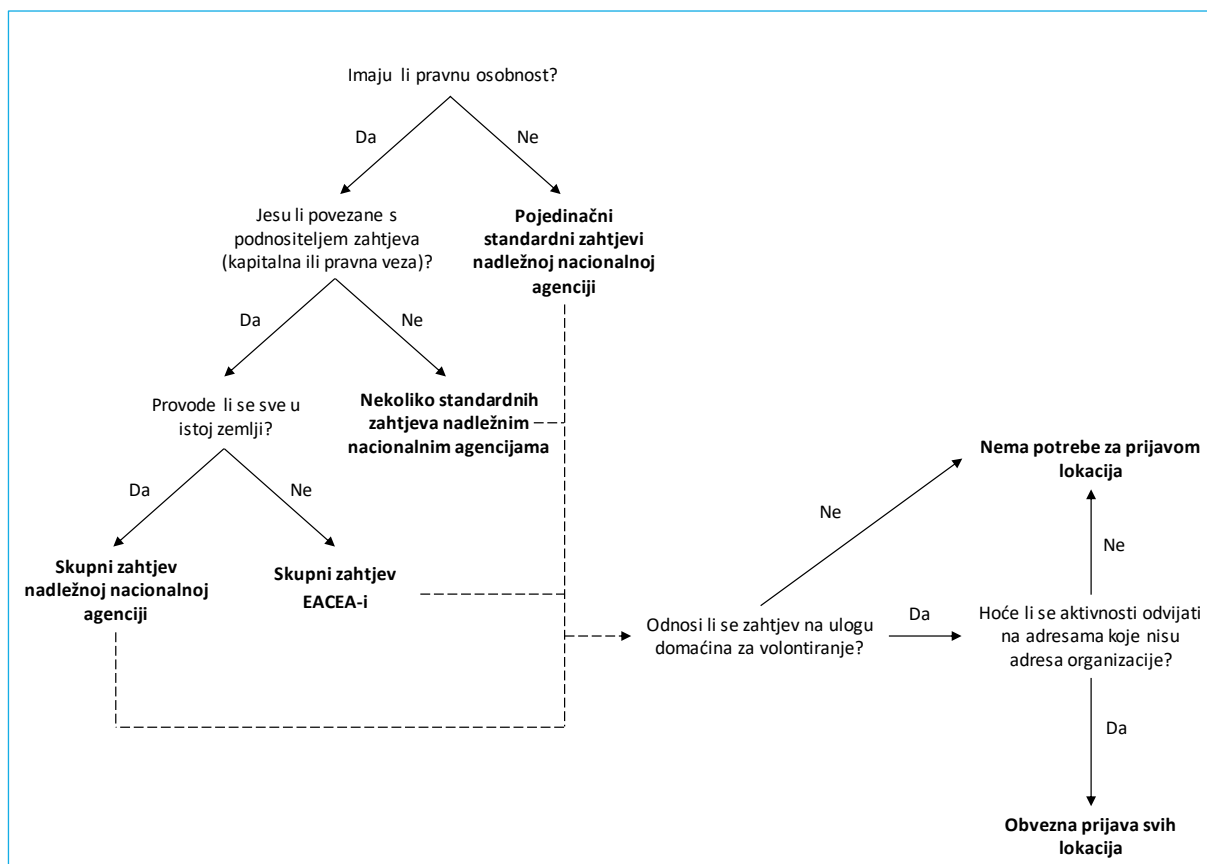 Imaju li pravnu osobnost?
Da
Ne
Jesu li povezane s
podnositeljem zahtjeva
(kapitalna ili pravna veza)?
Pojedinačni
standardni zahtjevi
nadležnoj nacionalnoj
agenciji
Da
Ne
Provode li se sve u
istoj zemlji?
Nekoliko standardnih
zahtjeva nadležnim
nacionalnim agencijama
Da
Ne
Skupni zahtjev
nadležnoj nacionalnoj
agenciji
Skupni zahtjev
EACEA-i
Odnosi li se zahtjev na ulogu
domaćina za volontiranje?
Ne
Da
Nema potrebe za prijavom
lokacija
Ne
Hoće li se aktivnosti odvijati
na adresama koje nisu
adresa organizacije?
Da
Obvezna prijava svih
lokacija